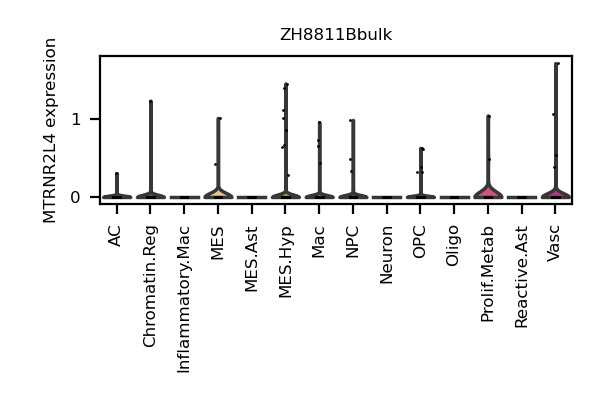 ZH8811Bbulk
MTRNR2L4 expression
1
0
AC
Chromatin.Reg
Inflammatory.Mac
MES
MES.Ast
MES.Hyp
Mac
NPC
Neuron
OPC
Oligo
Prolif.Metab
Reactive.Ast
Vasc